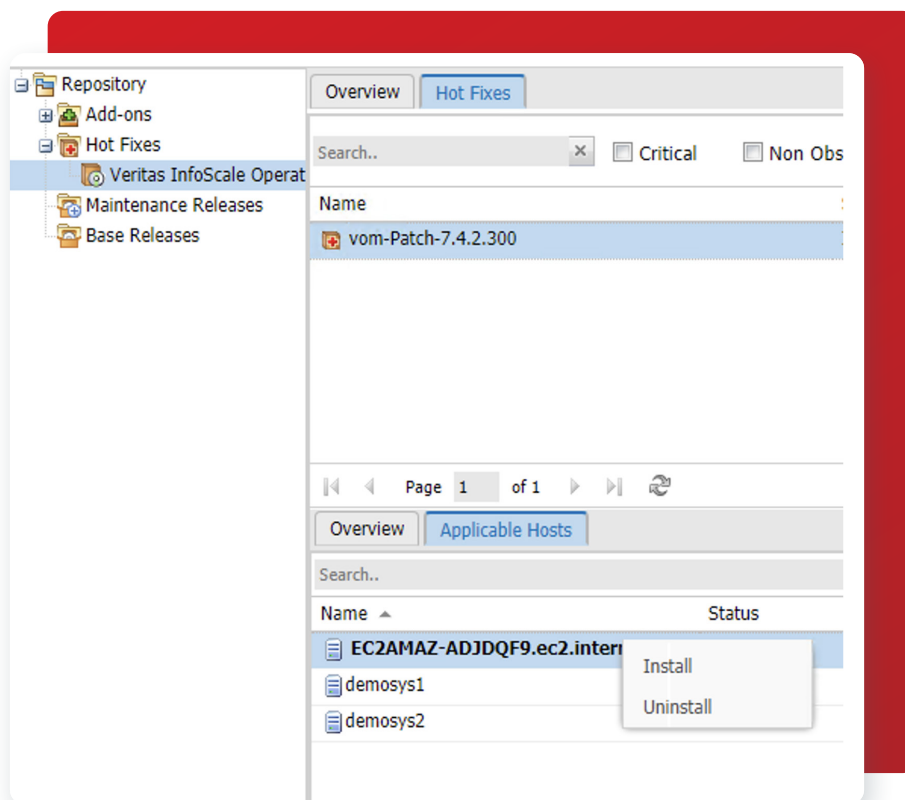 Repository
Add-ons
Hot Fixes
Veritas InfoScale Operat
Maintenance Releases
Base Releases
Overview
Hot Fixes
Search..
Critical
Non Obs
Name
vom-Patch-7.4.2.300
Page 1 of 1
Overview
Applicable Hosts
Search..
Name
Status
EC2AMAZ-ADJDQF9.ec2.inter
demosys1
demosys2
Install
Uninstall